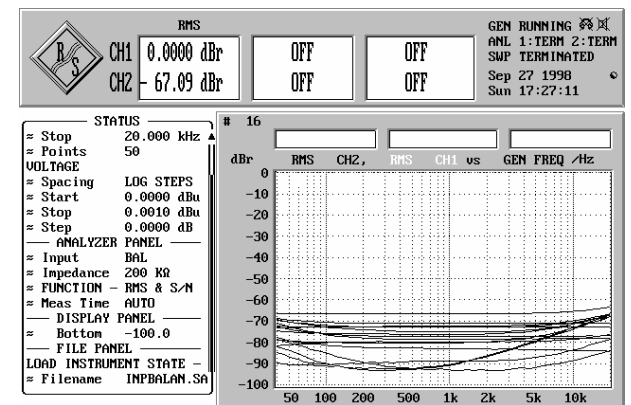 RMS
R S
CH1 0.0000 dBr OFF OFF
CH2 - 67.09 dBr OFF OFF
GEN RUNNING
ANL 1:TERM 2:TERM
SWP TERMINATED
Sep 27 1998
Sun 17:27:11
STATUS
≈ Stop 20.000 kHz
≈ Points 50
VOLTAGE
≈ Spacing LOG STEPS
≈ Start 0.0000 dBu
≈ Stop 0.0010 dBu
≈ Step 0.0000 dB
ANALYZER PANEL
≈ Input BAL
≈ Impedance 200 KΩ
≈ FUNCTION - RMS & S/N
≈ Meas Time AUTO
DISPLAY PANEL
≈ Bottom -100.0
FILE PANEL
LOAD INSTRUMENT STATE -
≈ Filename INPBALAN.SA
# 16
dBr RMS CH2, RMS CH1 vs GEN FREQ /Hz
0
-10
-20
-30
-40
-50
-60
-70
-80
-90
-100
50 100 200 500 1k 2k 5k 10k